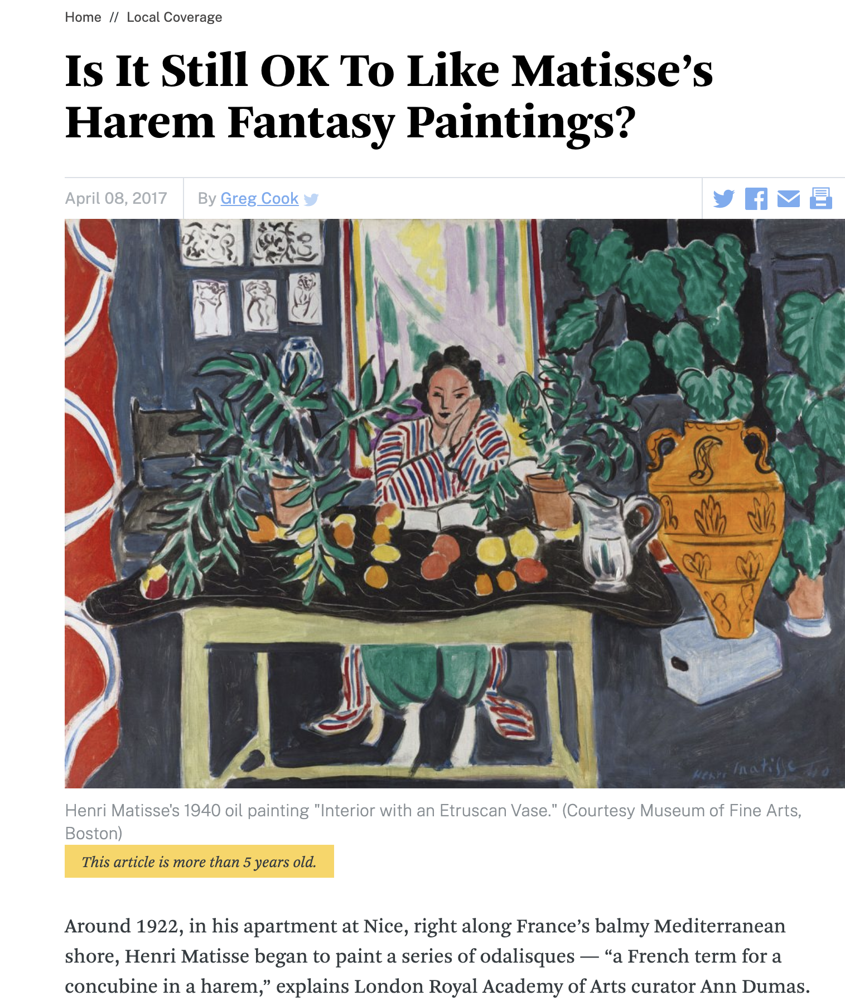 Home // Local Coverage
Is It Still OK To Like Matisse’s
Harem Fantasy Paintings?
April 08, 2017
By Greg Cook
Henri Matisse
Henri Matisse's 1940 oil painting "Interior with an Etruscan Vase." (Courtesy Museum of Fine Arts,
Boston)
This article is more than 5 years old.
Around 1922, in his apartment at Nice, right along France’s balmy Mediterranean
shore, Henri Matisse began to paint a series of odalisques — “a French term for a
concubine in a harem,” explains London Royal Academy of Arts curator Ann Dumas.